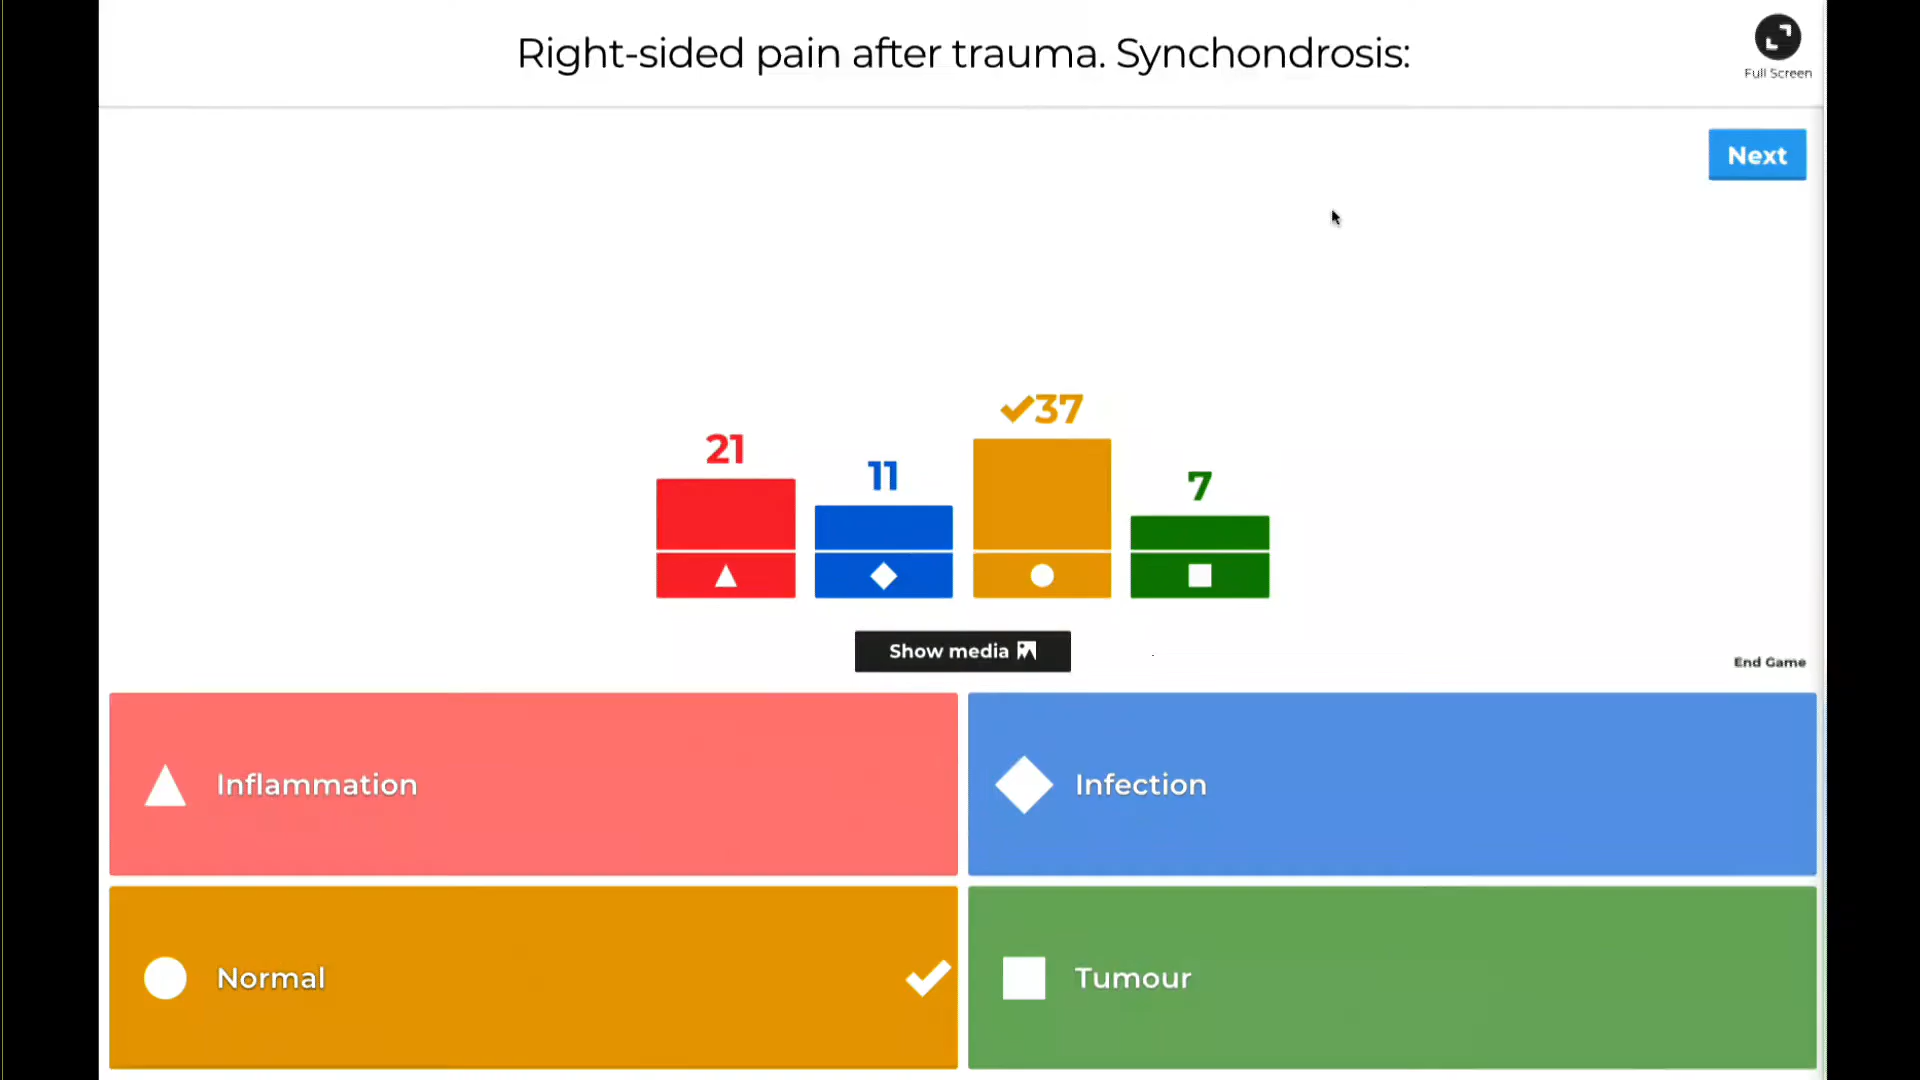 Right-sided pain after trauma. Synchondrosis:
Full Screen
Next
21
11
37
7
Show media
End Game
Inflammation
Infection
Normal
Tumour